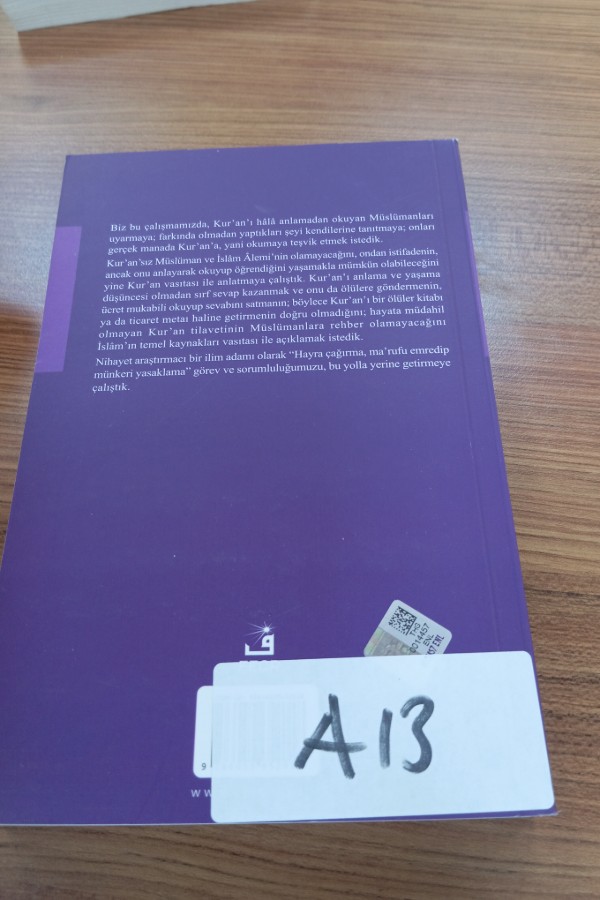 Biz bu çalışmamızda, Kur'an'ı hâlâ anlamadan okuyan Müslümanları
uyarmaya; farkında olmadan yaptıkları şeyi kendilerine tanıtmaya; onları
gerçek manada Kur'an'a, yani okumaya teşvik etmek istedik.
Kur'an'sız Müslüman ve İslâm Âlemi'nin olamayacağını, ondan istifadenin,
ancak onu anlayarak okuyup öğrendiğini yaşamakla mümkün olabileceğini
yine Kur'an vasıtası ile anlatmaya çalıştık. Kur'an'ı anlama ve yaşama
düşüncesi olmadan sırf sevap kazanmak ve onu da ölülere göndermenin,
ücret mukabili okuyup sevabını satmanın; böylece Kur'an'ı bir ölüler kitabı
ya da ticaret metaı haline getirmenin doğru olmadığını; hayata müdahil
olmayan Kur'an tilavetinin Müslümanlara rehber olamayacağını
İslâm'ın temel kaynakları vasıtası ile açıklamak istedik.
Nihayet araştırmacı bir ilim adamı olarak "Hayra çağırma, ma'rufu emredip
münkeri yasaklama" görev ve sorumluluğumuzu, bu yolla yerine getirmeye
çalıştık.
ف
THG
ENL
A13
9